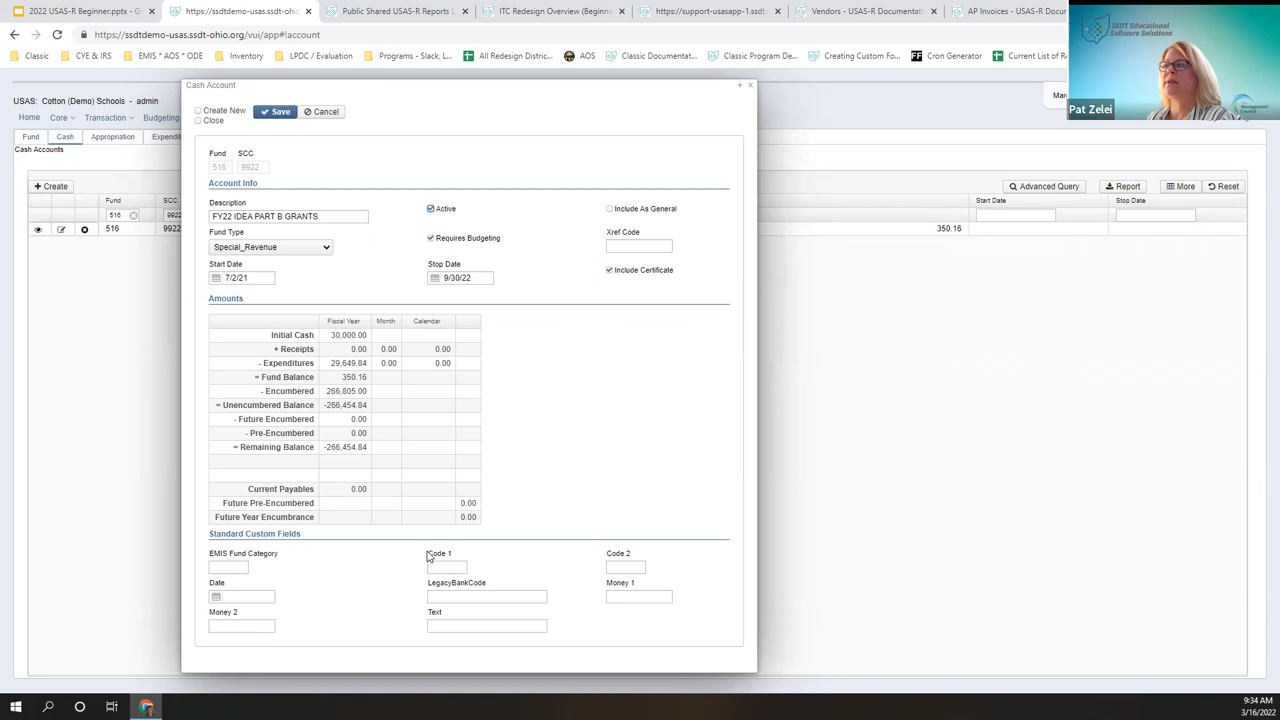 2022 USAS-R Beginner.pptx - G
https://ssdtdemo-usas.ssdt-ohi
Public Shared USAS-R Reports L
ITC Redesign Overview (Beginne
https://support-usasapp-1.ssdt
Vendors - USAS-R Documentati
AP Invoices - USAS-R Docum
https://ssdtdemo-usas.ssdt-ohio.org/vui/app#!account
Classic
CYE & IRS
EMIS * AOS * ODE
Inventory
LPDC / Evaluation
Programs - Slack, L
All Redesign District...
AOS
Classic Documentat...
Classic Program De...
Creating Custom Fo...
Cron Generator
Current List of R
SSDT Educational
Software Solutions
Management
Council
Pat Zelei
USAS: Cotton (Demo) Schools - admin
Home
Core
Transaction
Budgeting
Fund
Cash
Appropriation
Expendit
Cash Accounts
Create
Advanced Query
Report
More
Reset
Fund
SCC
Start Date
Stop Date
516
9922
516
9922
350.16
Cash Account
Create New
Close
Save
Cancel
Fund
SCC
516
9922
Account Info
Description
FY22 IDEA PART B GRANTS
Active
Include As General
Fund Type
Special_Revenue
Requires Budgeting
Xref Code
Start Date
7/2/21
Stop Date
9/30/22
Include Certificate
Amounts
Fiscal Year Month Calendar
Initial Cash 30,000.00
+ Receipts 0.00 0.00 0.00
- Expenditures 29,649.84 0.00 0.00
= Fund Balance 350.16
- Encumbered 266,805.00
= Unencumbered Balance -266,454.84
- Future Encumbered 0.00
- Pre-Encumbered 0.00
= Remaining Balance -266,454.84
Current Payables 0.00
Future Pre-Encumbered 0.00
Future Year Encumbrance 0.00
Standard Custom Fields
EMIS Fund Category
Code 1
Code 2
Date
LegacyBankCode
Money 1
Money 2
Text
9:34 AM
3/16/2022